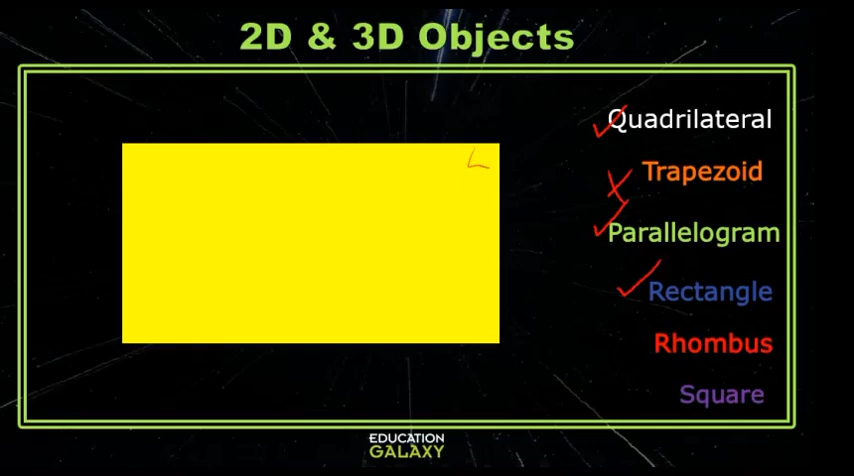 2D & 3D Objects
Quadrilateral
Trapezoid
Parallelogram
Rectangle
Rhombus
Square
EDUCATION
GALAXY